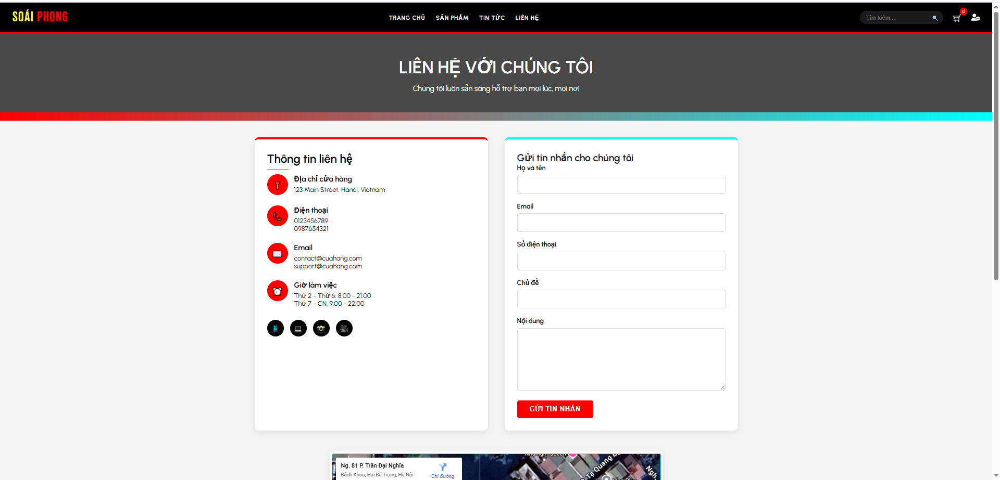 SOÁI PHONG
TRANG CHỦ
SẢN PHẨM
TIN TỨC
LIÊN HỆ
Tìm kiếm...
0
LIÊN HỆ VỚI CHÚNG TÔI
Chúng tôi luôn sẵn sàng hỗ trợ bạn mọi lúc, mọi nơi
Thông tin liên hệ
Địa chỉ cửa hàng
123 Main Street, Hanoi, Vietnam
Điện thoại
0123456789
0987654321
Email
contact@cuahang.com
support@cuahang.com
Giờ làm việc
Thứ 2 - Thứ 6: 8:00 - 21:00
Thứ 7 - CN: 9:00 - 22:00
Gửi tin nhắn cho chúng tôi
Họ và tên
Email
Số điện thoại
Chủ đề
Nội dung
GỬI TIN NHẮN
Ng. 81 P. Trần Đại Nghĩa
Bách Khoa, Hai Bà Trưng, Hà Nội
Chỉ đường
Tạ Quang
Ngh.